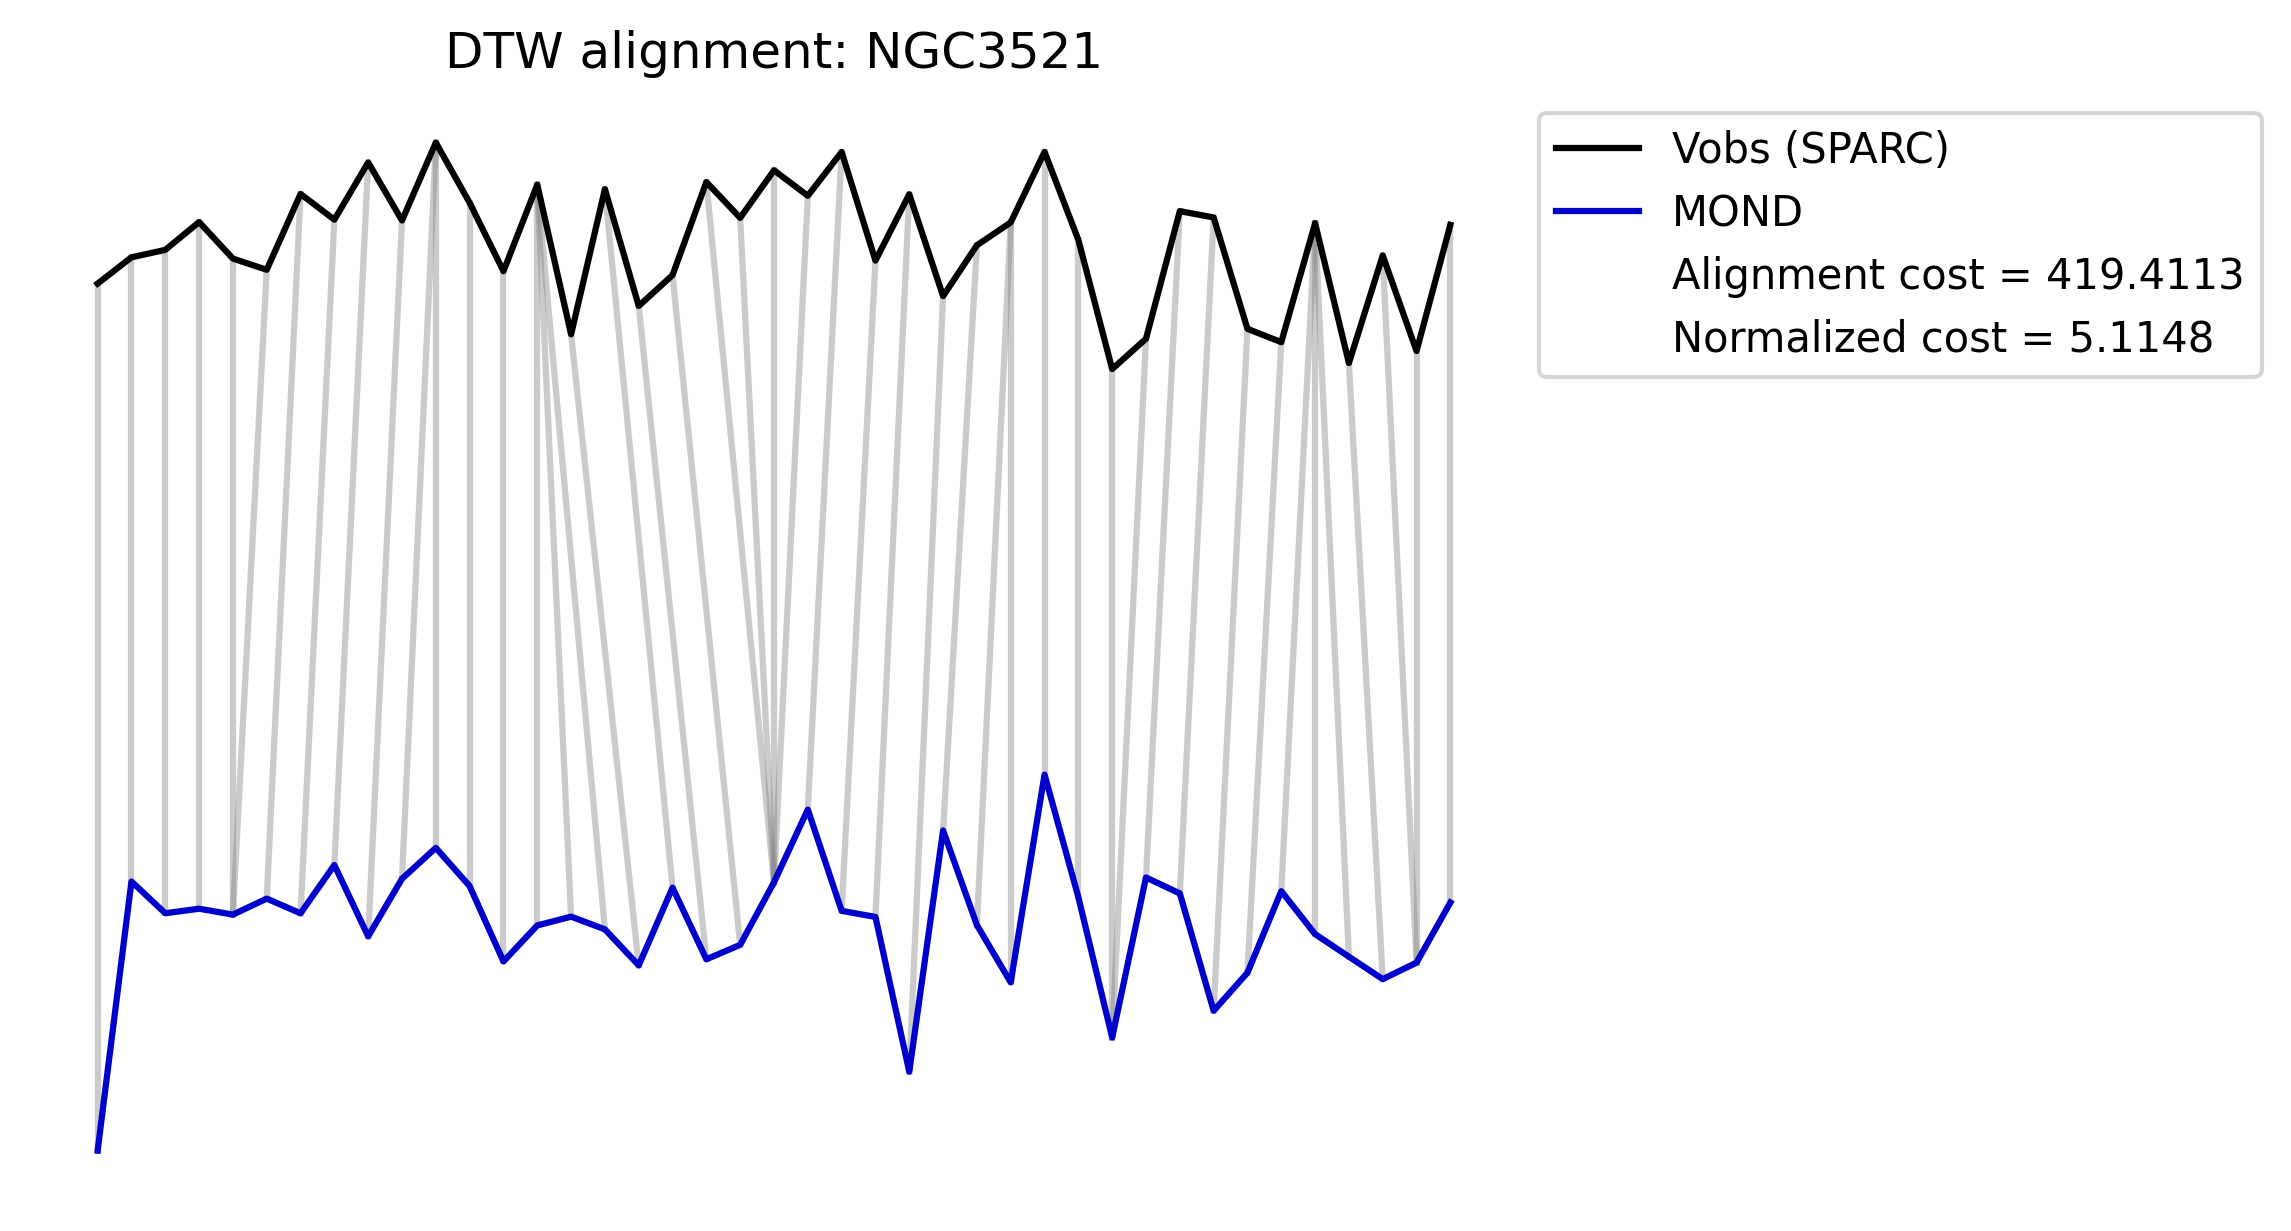 DTW alignment: NGC3521
Vobs (SPARC)
MOND
Alignment cost = 419.4113
Normalized cost = 5.1148